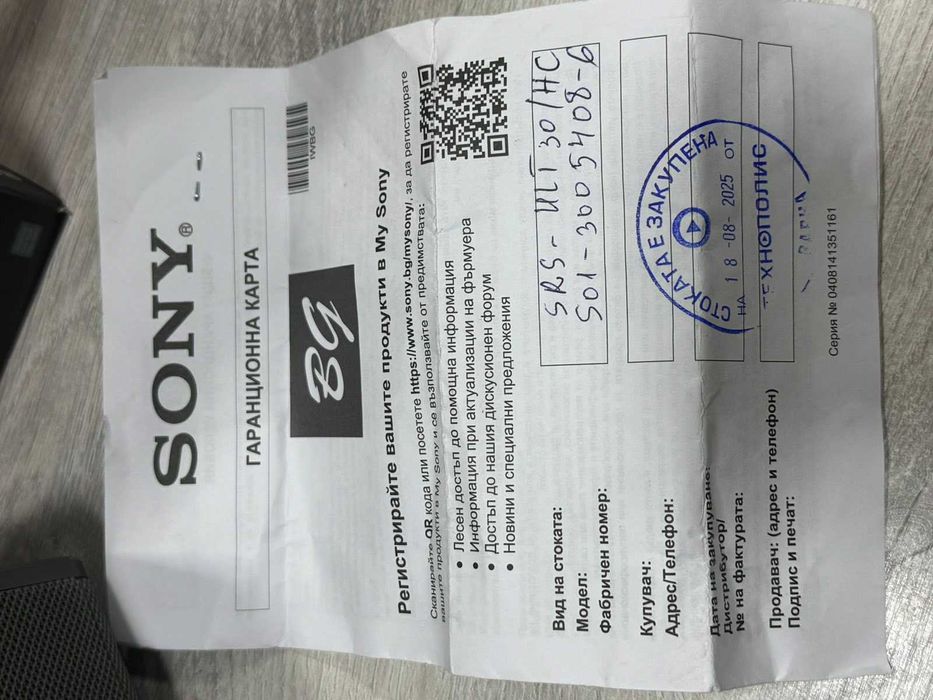 SONY®
ГАРАНЦИОННА КАРТА
IWBG
BG
Регистрирайте вашите продукти в My Sony
Сканирайте QR кода или посетете https://www.sony.bg/mysony/, за да регистрирате
вашите продукти в My Sony и се възползвайте от предимствата:
• Лесен достъп до помощна информация
• Информация при актуализации на фърмуера
• Достъп до нашия дискусионен форум
• Новини и специални предложения
Вид на стоката:
Модел: SRS-ULT 30/HC
Фабричен номер: S01-3005408-6
Купувач:
Адрес/Телефон:
Дата на закупуване:
Дистрибутор/
№ на фактурата:
Продавач: (адрес и телефон)
Подпис и печат:
СТОКАТА Е ЗАКУПЕНА
НА 18-08-2025 ОТ
ТЕХНОПОЛИС
Серия № 0408141351161